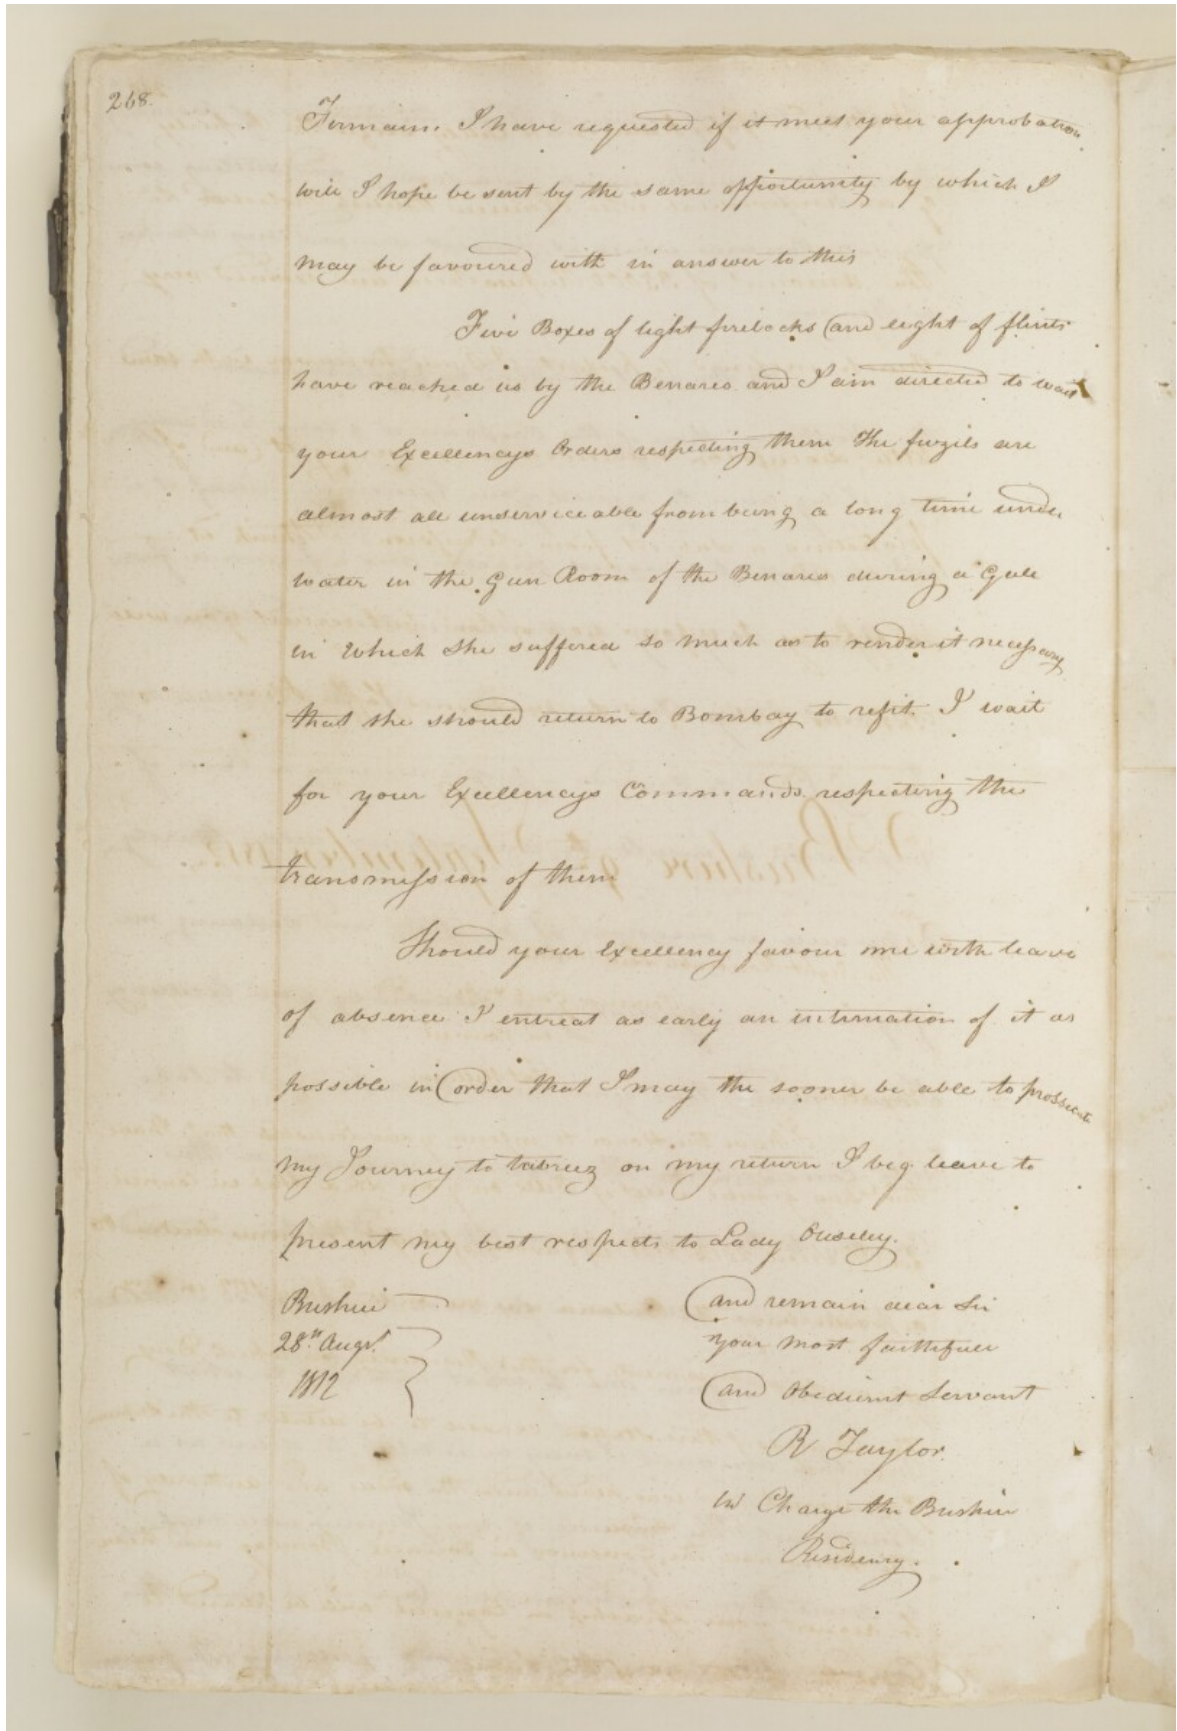 268.
Firmaun I have requested if it meet your approbation
will I hope be sent by the same opportunity by which I
may be favoured with in answer to this
Five Boxes of light firelocks and eight of flints
have reached us by the Benares and I am directed to wait
your Excellencys Orders respecting them The fuzils are
almost all unserviceable from being a long time under
water in the Gun Room of the Benares during a Gale
in which she suffered so much as to render it necessary
that she should return to Bombay to refit. I wait
for your Excellencys Commands respecting the
transmission of them
Should your Excellency favour me with leave
of absence I entreat as early an intimation of it as
possible in order that I may the sooner be able to prosecute
my Journey to tabreez on my return I beg leave to
present my best respects to Lady Ouseley.
Bushire
28th Augst.
1812
and remain dear Sir
your most faithfull
and Obedient Servant
R Taylor.
in Charge the Bushire
Residency.